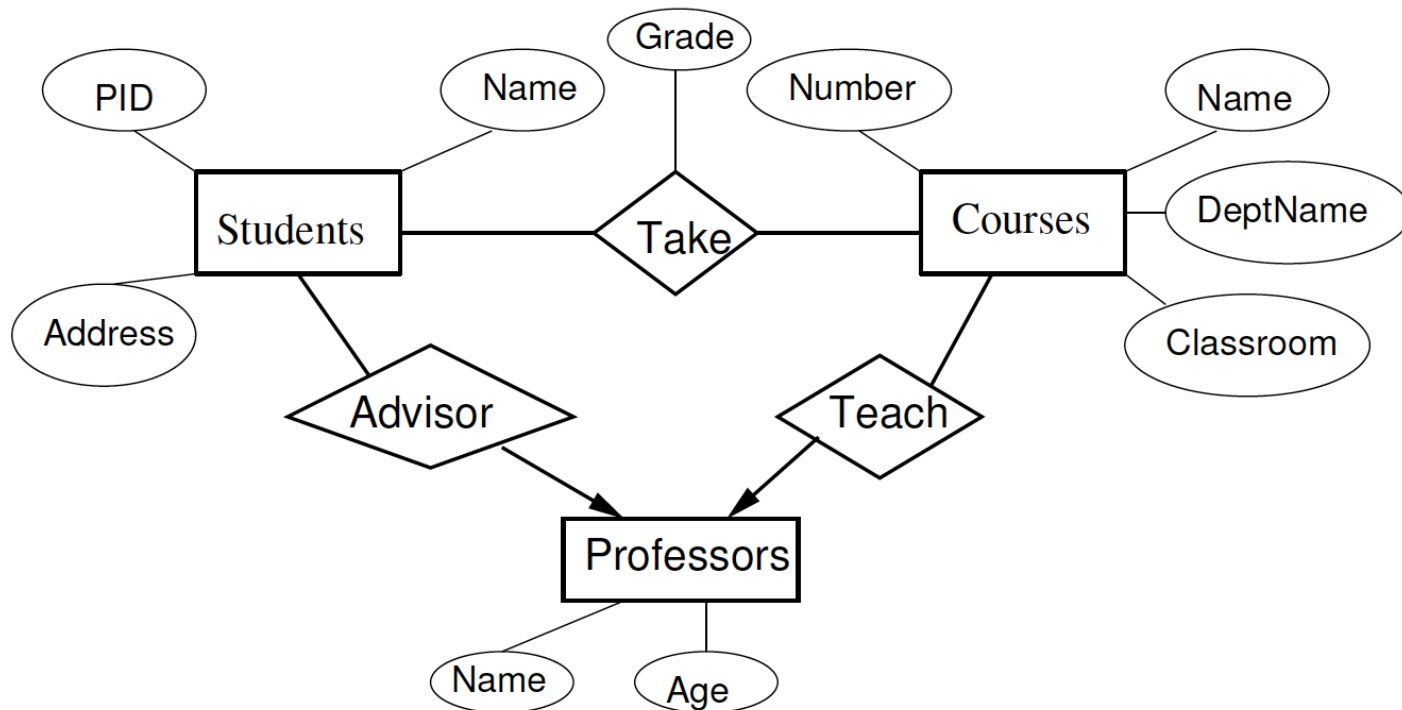 Grade
PID
Name
Number
Name
Students
Take
Courses
DeptName
Address
Classroom
Advisor
Teach
Professors
Name
Age